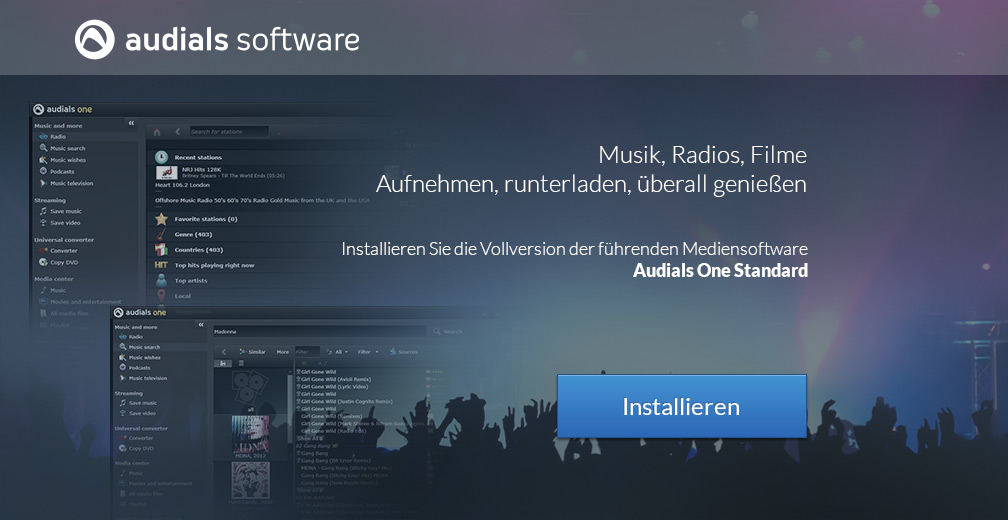 audials software
audials one
Music and more
Radio
Music search
Music wishes
Podcasts
Music television
Streaming
Save music
Save video
Universal converter
Converter
Copy DVD
Media center
Music
Movies and entertainment
All media files
Playlist
Search for stations
Recent stations
NRJ Hits 128K
Britney Spears - Till The World Ends (05:26)
Heart 106.2 London
Offshore Music Radio 50's 60's 70's Radio Gold Music from the UK and the USA
Favorite stations (0)
Genre (403)
Countries (403)
HIT Top hits playing right now
Top artists
Local
Musik, Radios, Filme
Aufnehmen, runterladen, überall genießen
Installieren Sie die Vollversion der führenden Mediensoftware
Audials One Standard
Installieren
audials one
Music and more
Radio
Music search
Music wishes
Podcasts
Music television
Streaming
Save music
Save video
Universal converter
Converter
Copy DVD
Media center
Music
Movies and entertainment
All media files
Playlist
Madonna
Search
Similar More Filter All Filter Sources
all
MDNA, 2012
Girl Gone Wild
Girl Gone Wild (Avicii Remix)
Girl Gone Wild (Lyric Video)
Girl Gone Wild
Girl Gone Wild (Justin Cognito Remix)
Girl Gone Wild
Girl Gone Wild (Remixes)
Girl Gone Wild
Girl Gone Wild (Radio Edit)
Show All
Gang Bang
Gang Bang